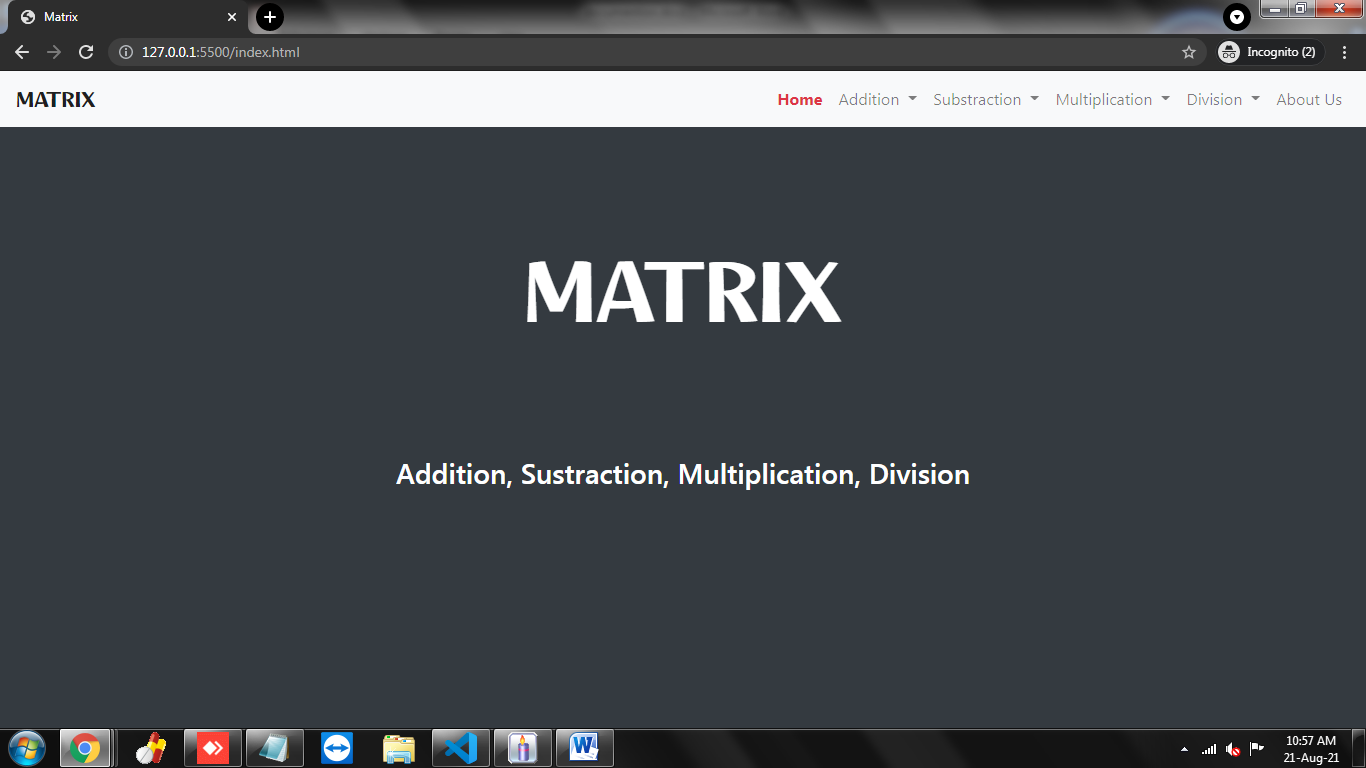 Matrix
127.0.0.1:5500/index.html
Incognito (2)
MATRIX
Home Addition Substraction Multiplication Division About Us
MATRIX
Addition, Sustraction, Multiplication, Division
10:57 AM
21-Aug-21